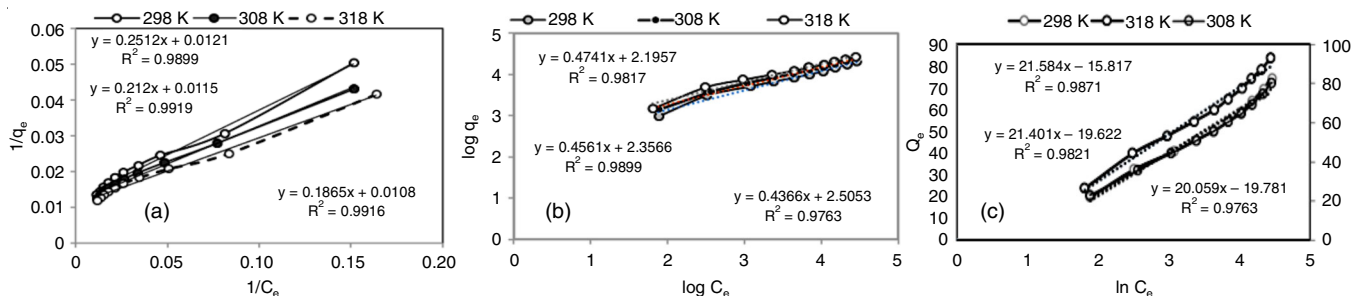 298 K 308 K 318 K
0.06
0.05
0.04
0.03
0.02
0.01
0
y = 0.2512x + 0.0121
R2 = 0.9899
y = 0.212x + 0.0115
R2 = 0.9919
y = 0.1865x + 0.0108
R2 = 0.9916
(a)
1/qe
0 0.05 0.10 0.15 0.20
1/Ce
298 K 308 K 318 K
5
4
3
2
1
0
y = 0.4741x + 2.1957
R2 = 0.9817
y = 0.4561x + 2.3566
R2 = 0.9899
y = 0.4366x + 2.5053
R2 = 0.9763
(b)
log qe
0 1 2 3 4 5
log Ce
298 K 318 K 308 K
90
80
70
60
50
40
30
20
10
0
y = 21.584x – 15.817
R2 = 0.9871
y = 21.401x – 19.622
R2 = 0.9821
y = 20.059x – 19.781
R2 = 0.9763
(c)
Qe
100
80
60
40
20
0
0 1 2 3 4 5
ln Ce